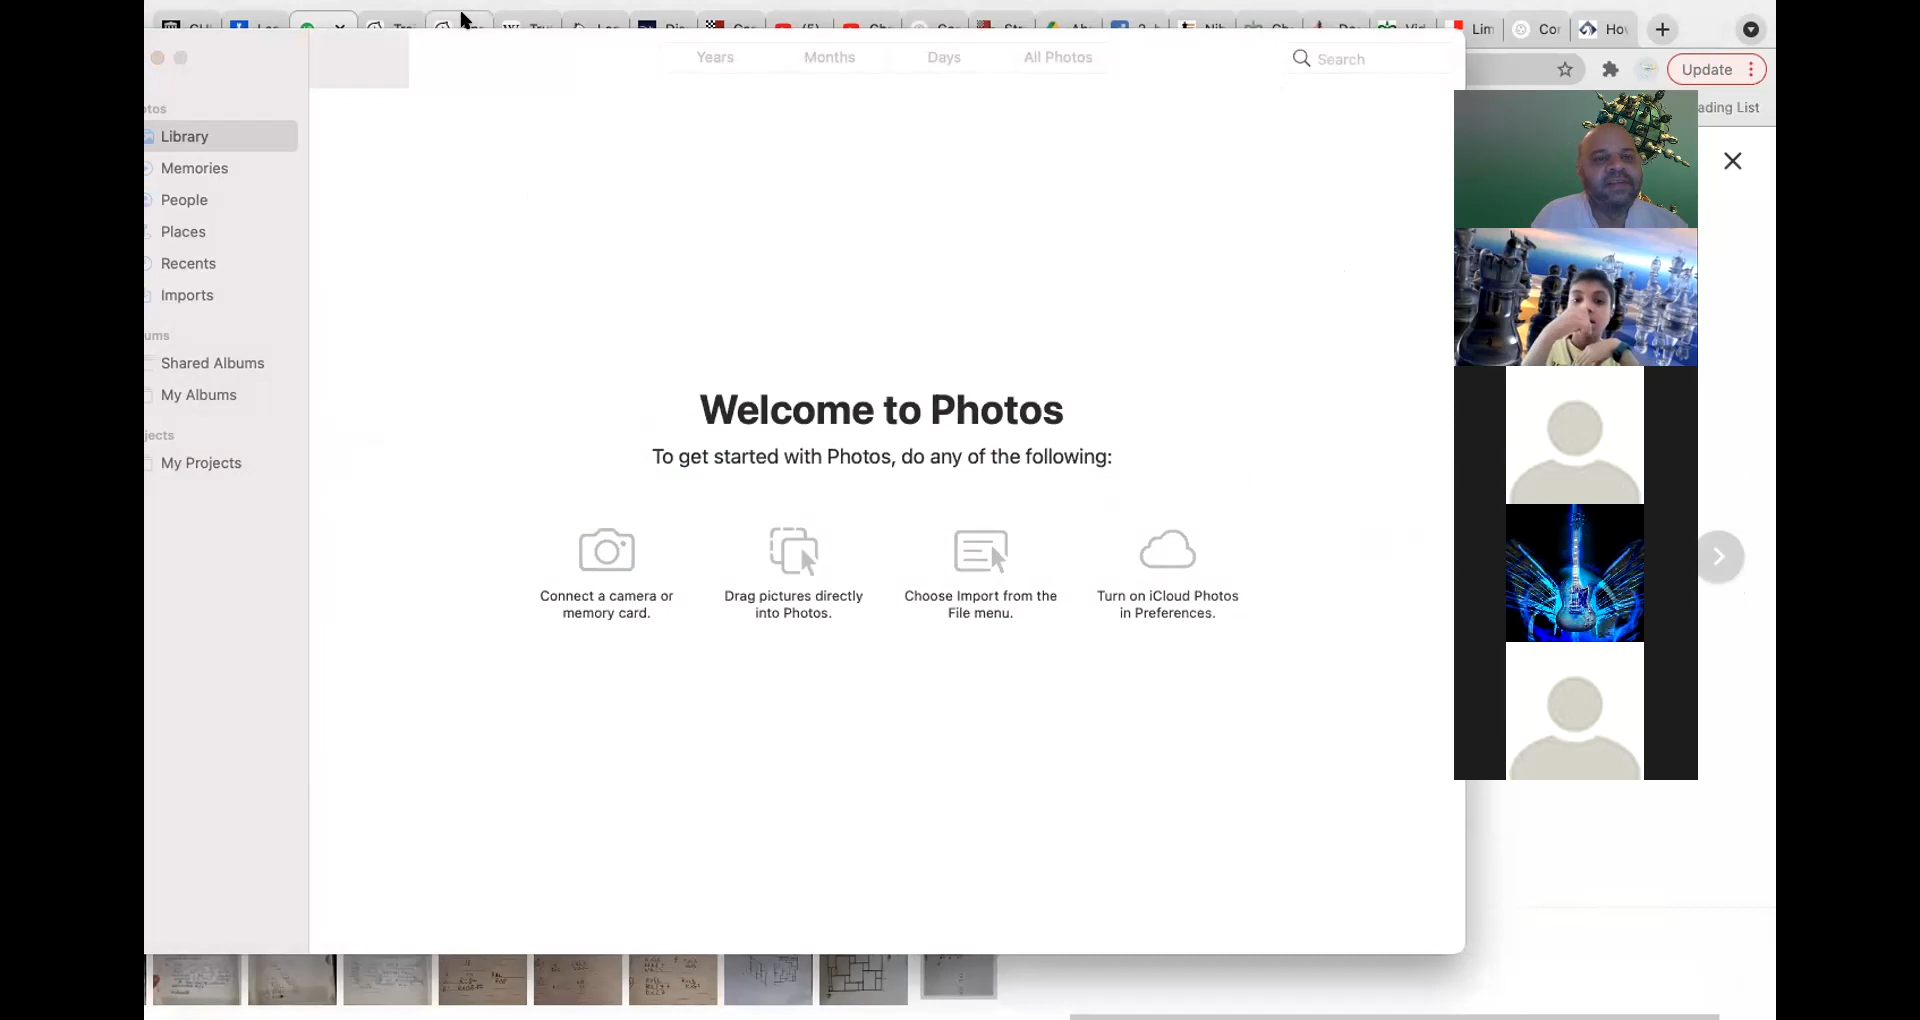 Lim
Cor
Update
Years
Months
Days
All Photos
Search
ading List
otos
Library
Memories
People
Places
Recents
Imports
ums
Shared Albums
My Albums
jects
My Projects
Welcome to Photos
To get started with Photos, do any of the following:
Connect a camera or
memory card.
Drag pictures directly
into Photos.
Choose Import from the
File menu.
Turn on iCloud Photos
in Preferences.